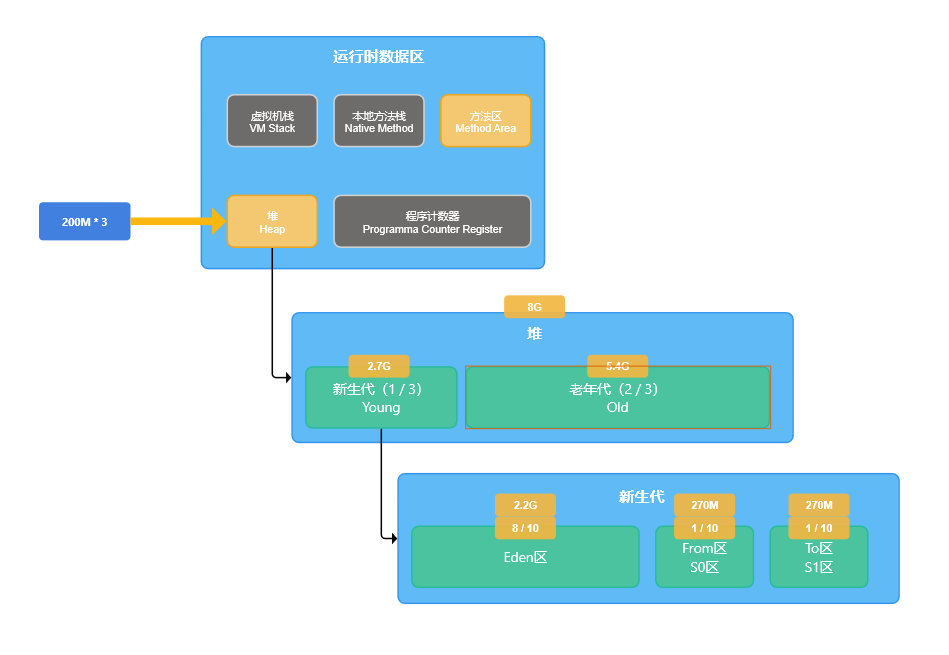 运行时数据区
虚拟机栈
VM Stack
本地方法栈
Native Method
方法区
Method Area
200M * 3
堆
Heap
程序计数器
Programma Counter Register
8G
堆
2.7G
新生代（1 / 3）
Young
5.4G
老年代（2 / 3）
Old
新生代
2.2G
8 / 10
Eden区
270M
1 / 10
From区
S0区
270M
1 / 10
To区
S1区